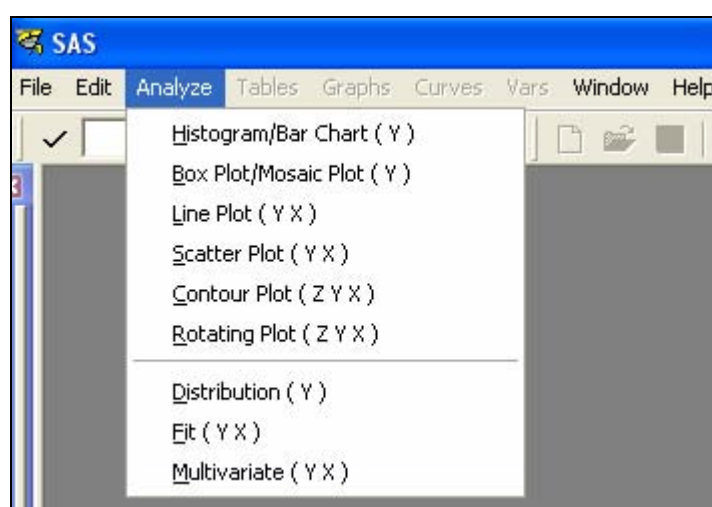 SAS
File Edit Analyze Tables Graphs Curves Vars Window Help
Histogram/Bar Chart ( Y )
Box Plot/Mosaic Plot ( Y )
Line Plot ( Y X )
Scatter Plot ( Y X )
Contour Plot ( Z Y X )
Rotating Plot ( Z Y X )
Distribution ( Y )
Fit ( Y X )
Multivariate ( Y X )